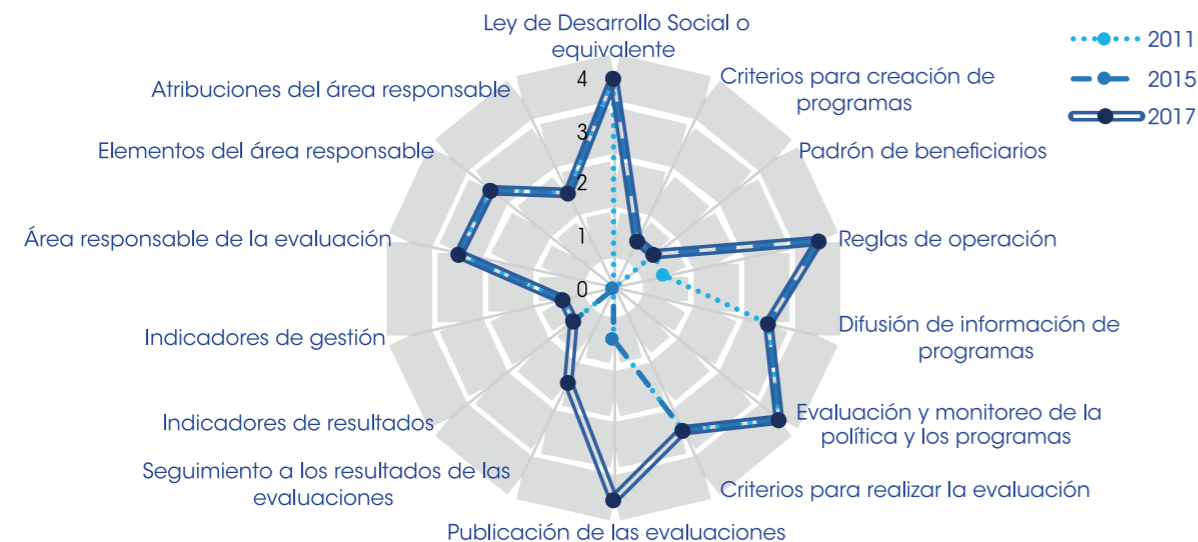 Ley de Desarrollo Social o
equivalente
2011
2015
2017
Criterios para creación de
programas
Padrón de beneficiarios
Reglas de operación
Difusión de información de
programas
Evaluación y monitoreo de la
política y los programas
Criterios para realizar la evaluación
Publicación de las evaluaciones
Seguimiento a los resultados de las
evaluaciones
Indicadores de resultados
Indicadores de gestión
Área responsable de la evaluación
Elementos del área responsable
Atribuciones del área responsable
4
3
2
1
0